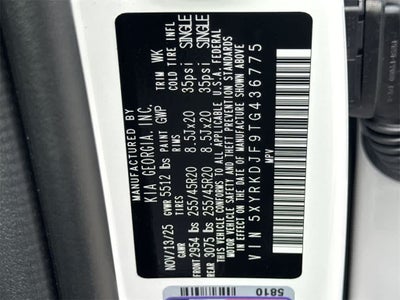 MANUFACTURED BY
KIA GEORGIA, INC.
NOV/13/25 GVWR 5512 lbs PAINT GWP TRIM WK
GAWR TIRES RIMS COLD TIRE INFL
FRONT 2954 lbs 255/45R20 8.5Jx20 35psi SINGLE
REAR 3075 lbs 255/45R20 8.5Jx20 35psi SINGLE
THIS VEHICLE CONFORMS TO ALL APPLICABLE U.S. FEDERAL
MOTOR VEHICLE SAFETY STANDARDS IN EFFECT ON THE
DATE OF MANUFACTURE SHOWN ABOVE.
MPV
VIN 5XYRKDJF9TG436775
5810